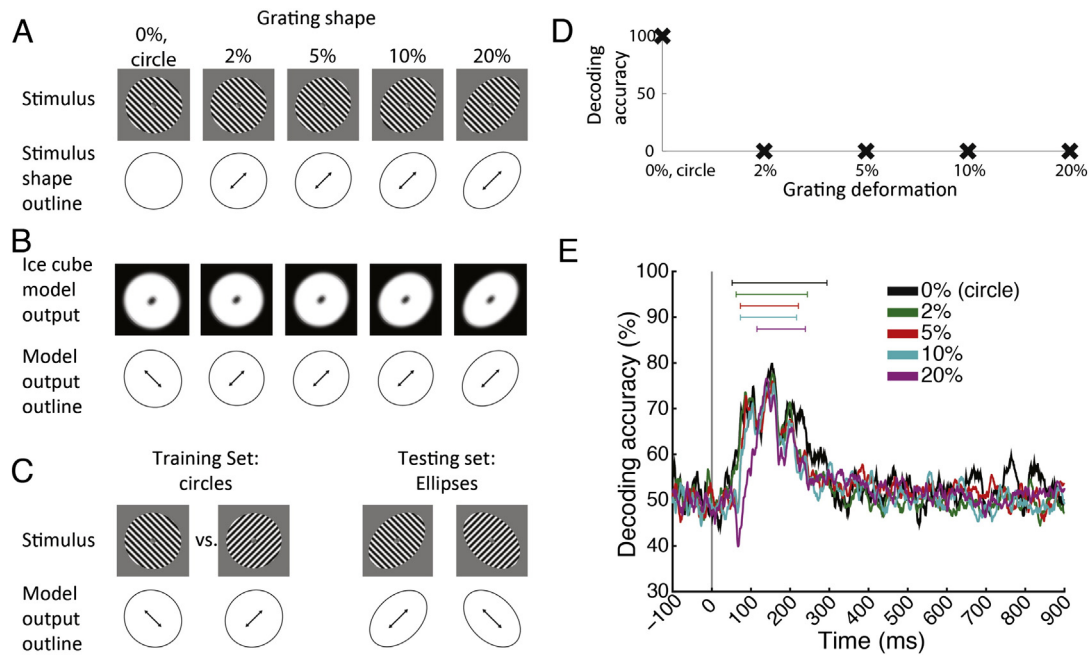 A
Grating shape
0%,
circle
2%
5%
10%
20%
Stimulus
Stimulus
shape
outline
B
Ice cube
model
output
Model
output
outline
C
Training Set:
circles
Testing set:
Ellipses
Stimulus
vs.
Model
output
outline
D
Decoding
accuracy
100
50
0
0%, circle
2%
5%
10%
20%
Grating deformation
E
Decoding accuracy (%)
100
90
80
70
60
50
40
30
0% (circle)
2%
5%
10%
20%
-100
0
100
200
300
400
500
600
700
800
900
Time (ms)